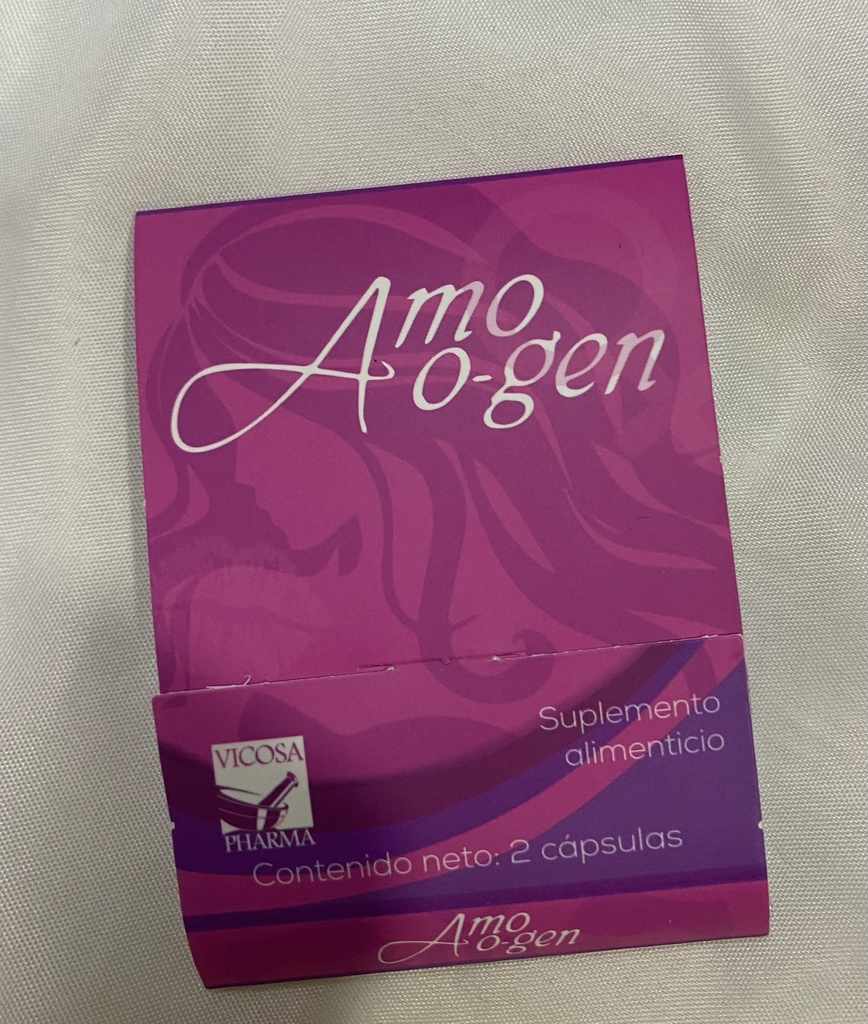 Amo
o-gen
Suplemento
alimenticio
VICOSA
PHARMA
Contenido neto: 2 cápsulas
Amo
o-gen